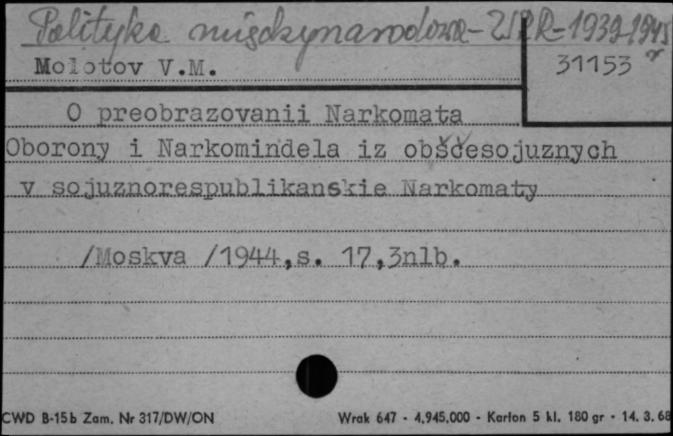 Polityka międzynarodowa - ZSRR - 1939-1945 r
Molotov V.M.
31153
O preobrazovanii Narkomata
Oborony i Narkomindela iz obščesojuznych
v sojuznorespublikanskie Narkomaty
/Moskva /1944,s. 17,3nlb.
CWD B-15b Zam. Nr 317/DW/ON
Wrak 647 - 4.945.000 - Karton 5 kl. 180 gr - 14. 3. 68